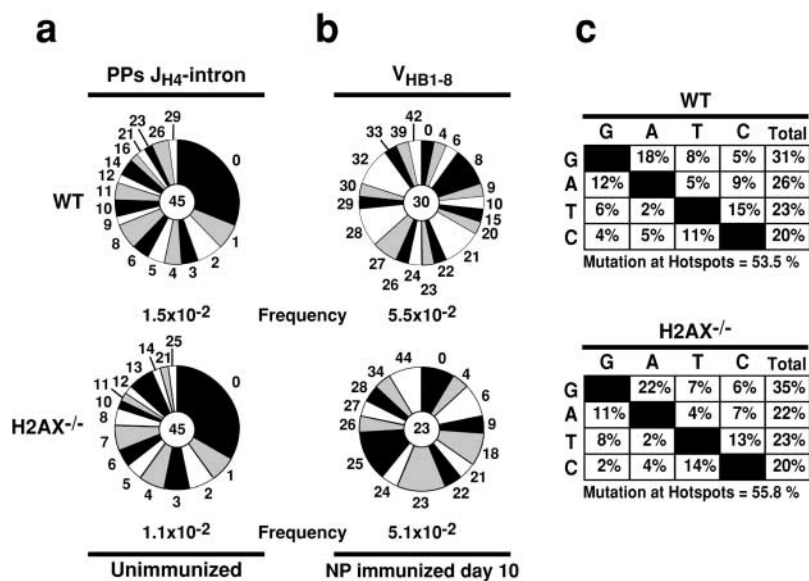 a
PPs JH4-intron
WT
0
1
2
3
4
5
6
8
9
10
11
12
14
16
21
23
26
29
45
1.5x10-2
H2AX-/-
0
1
2
3
4
5
6
7
8
10
11
12
13
14
21
25
45
1.1x10-2
Unimmunized
b
VHB1-8
0
4
6
8
9
10
15
20
21
22
23
24
26
27
28
29
30
32
33
39
42
30
Frequency
5.5x10-2
0
4
6
9
18
21
22
23
24
25
26
27
28
34
44
23
Frequency
5.1x10-2
NP immunized day 10
c
WT
G A T C Total
G 18% 8% 5% 31%
A 12% 5% 9% 26%
T 6% 2% 15% 23%
C 4% 5% 11% 20%
Mutation at Hotspots = 53.5 %
H2AX-/-
G A T C Total
G 22% 7% 6% 35%
A 11% 4% 7% 22%
T 8% 2% 13% 23%
C 2% 4% 14% 20%
Mutation at Hotspots = 55.8 %